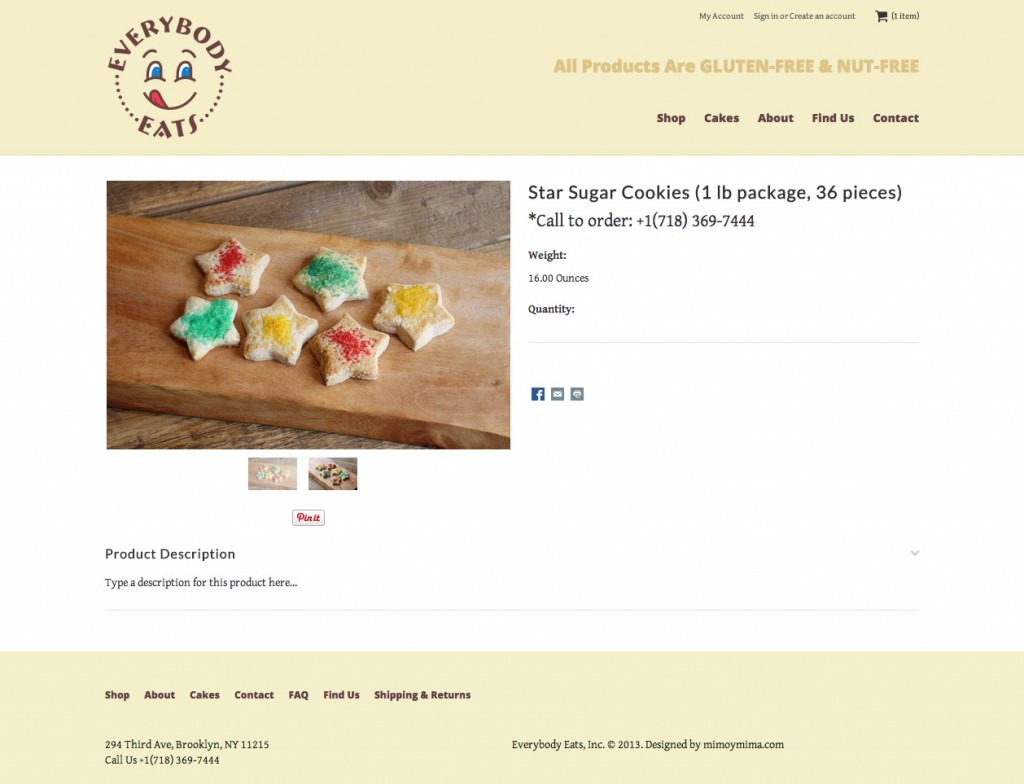 EVERYBODY
EATS
My Account Sign in or Create an account (1 item)
All Products Are GLUTEN-FREE & NUT-FREE
Shop Cakes About Find Us Contact
Star Sugar Cookies (1 lb package, 36 pieces)
*Call to order: +1(718) 369-7444
Weight:
16.00 Ounces
Quantity:
Pin it
Product Description
Type a description for this product here...
Shop About Cakes Contact FAQ Find Us Shipping & Returns
294 Third Ave, Brooklyn, NY 11215
Call Us +1(718) 369-7444
Everybody Eats, Inc. © 2013. Designed by mimoymima.com